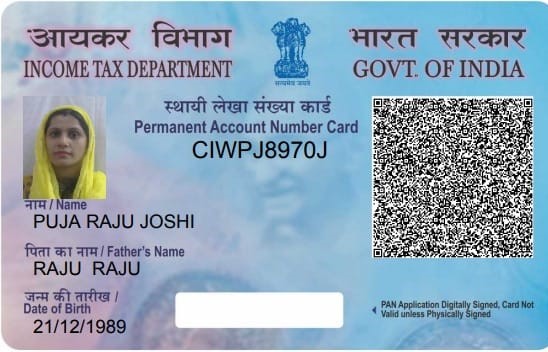 आयकर विभाग
INCOME TAX DEPARTMENT
सत्यमेव जयते
भारत सरकार
GOVT. OF INDIA
स्थायी लेखा संख्या कार्ड
Permanent Account Number Card
CIWPJ8970J
नाम / Name
PUJA RAJU JOSHI
पिता का नाम / Father's Name
RAJU RAJU
जन्म की तारीख /
Date of Birth
21/12/1989
PAN Application Digitally Signed, Card Not
Valid unless Physically Signed